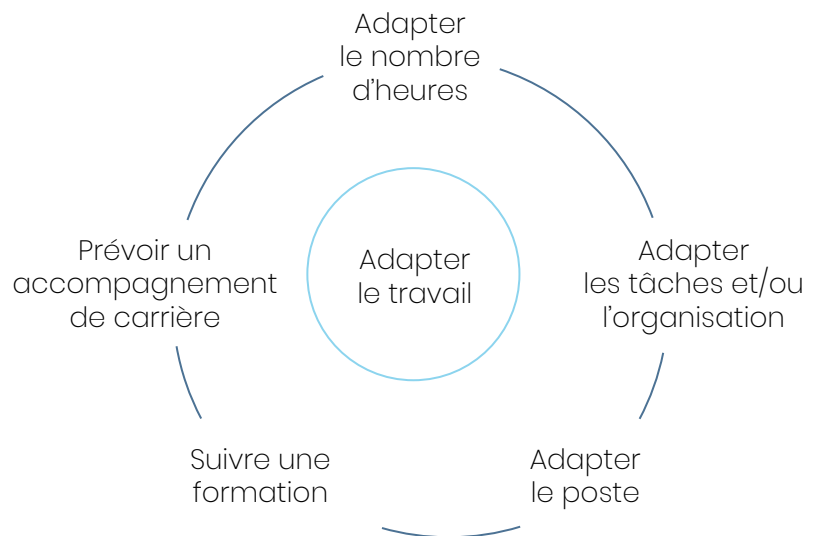 Adapter
le nombre
d'heures
Adapter
les tâches et/ou
l'organisation
Adapter
le poste
Suivre une
formation
Prévoir un
accompagnement
de carrière
Adapter
le travail